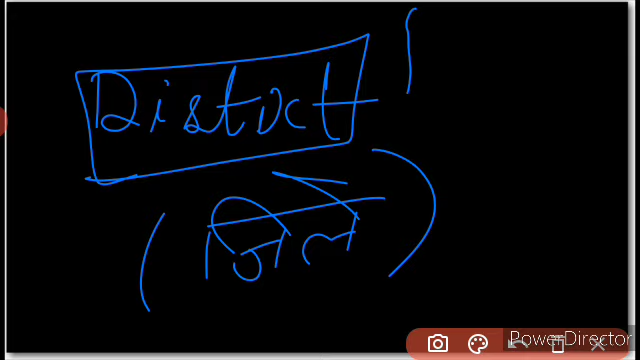 District
(जिले)
PowerDirector